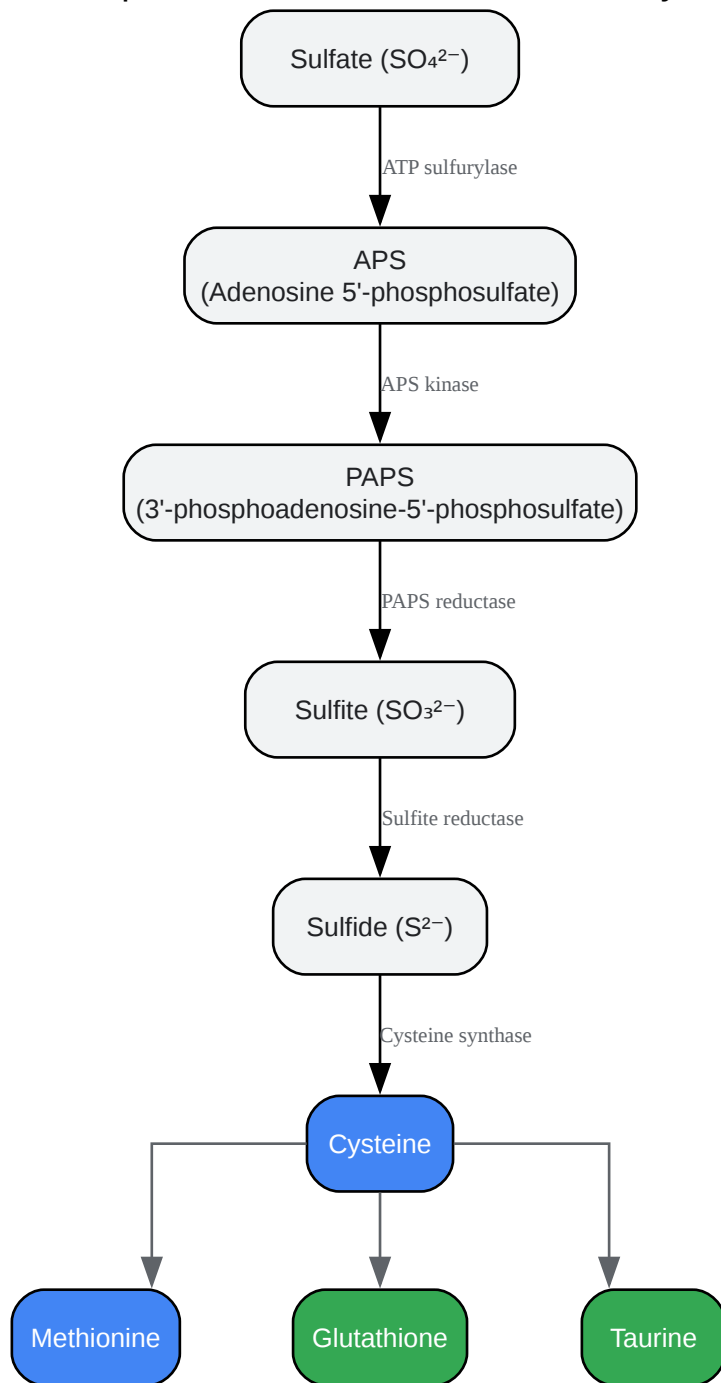 Sulfate (SO₄²⁻)
ATP sulfurylase
APS
(Adenosine 5'-phosphosulfate)
APS kinase
PAPS
(3'-phosphoadenosine-5'-phosphosulfate)
PAPS reductase
Sulfite (SO₃²⁻)
Sulfite reductase
Sulfide (S²⁻)
Cysteine synthase
Cysteine
Methionine
Glutathione
Taurine